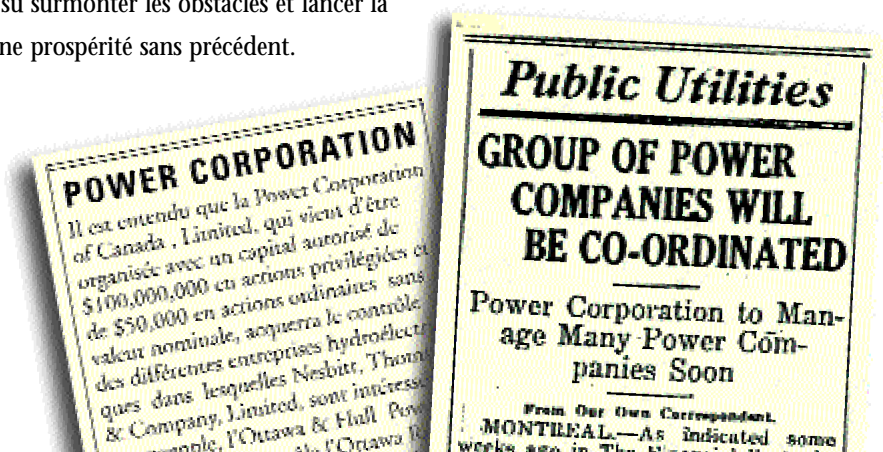 su surmonter les obstacles et lancer la
ne prospérité sans précédent.
POWER CORPORATION
Il est entendu que la Power Corporation
of Canada , Limited, qui vient d'être
organisée avec un capital autorisé de
$100,000,000 en actions privilégiées et
de $50,000 en actions ordinaires sans
valeur nominale, acquerra le contrôle
des différentes entreprises hydroélectr
ques dans lesquelles Nesbitt, Thom
& Company, Limited, sont intéresse
l'Ottawa & Hull Pow
l'Ottawa
Public Utilities
GROUP OF POWER
COMPANIES WILL
BE CO-ORDINATED
Power Corporation to Man-
age Many Power Com-
panies Soon
From Our Own Correspondent.
MONTREAL.—As indicated some
weeks ago in The